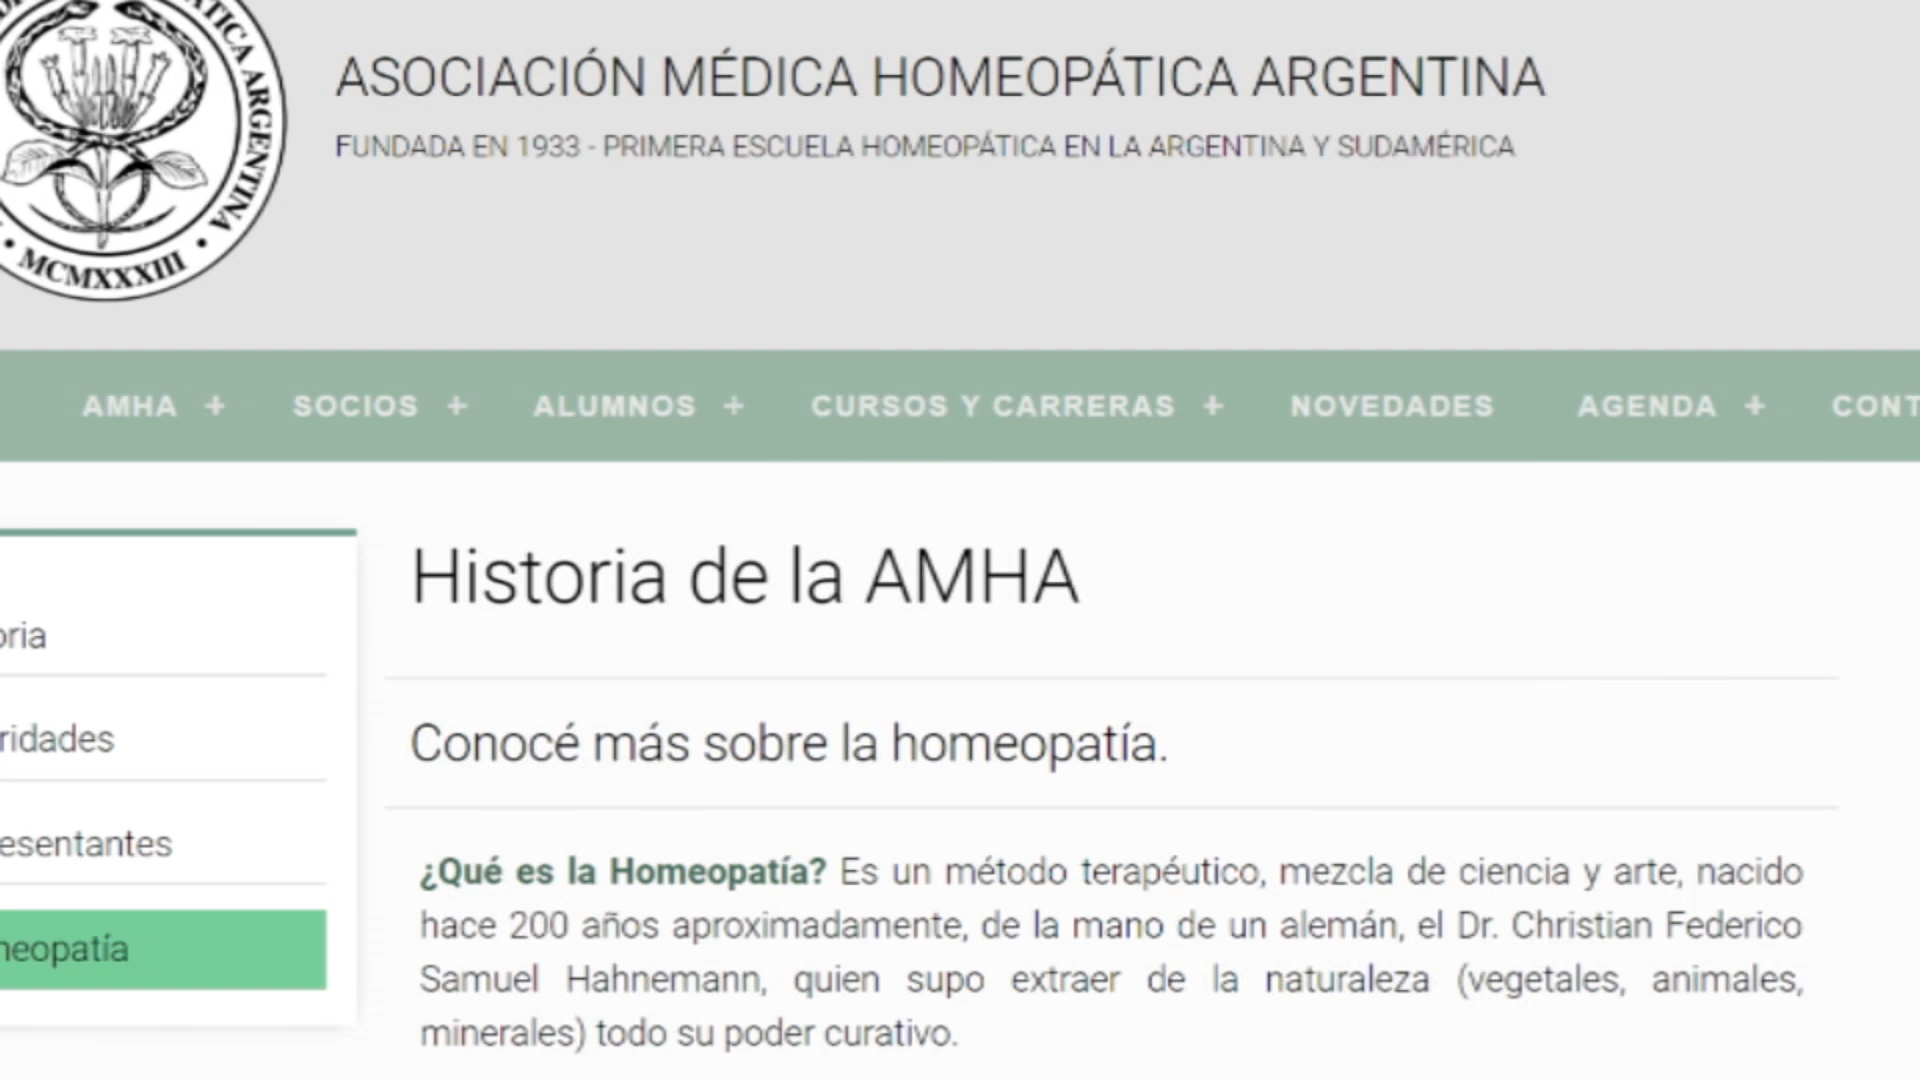 ÁTICA ARGENTINA
• MCMXXXIII •
ASOCIACIÓN MÉDICA HOMEOPÁTICA ARGENTINA
FUNDADA EN 1933 - PRIMERA ESCUELA HOMEOPÁTICA EN LA ARGENTINA Y SUDAMÉRICA
AMHA + SOCIOS + ALUMNOS + CURSOS Y CARRERAS + NOVEDADES AGENDA + CONT
oria
ridades
esentantes
neopatía
Historia de la AMHA
Conocé más sobre la homeopatía.
¿Qué es la Homeopatía? Es un método terapéutico, mezcla de ciencia y arte, nacido
hace 200 años aproximadamente, de la mano de un alemán, el Dr. Christian Federico
Samuel Hahnemann, quien supo extraer de la naturaleza (vegetales, animales,
minerales) todo su poder curativo.